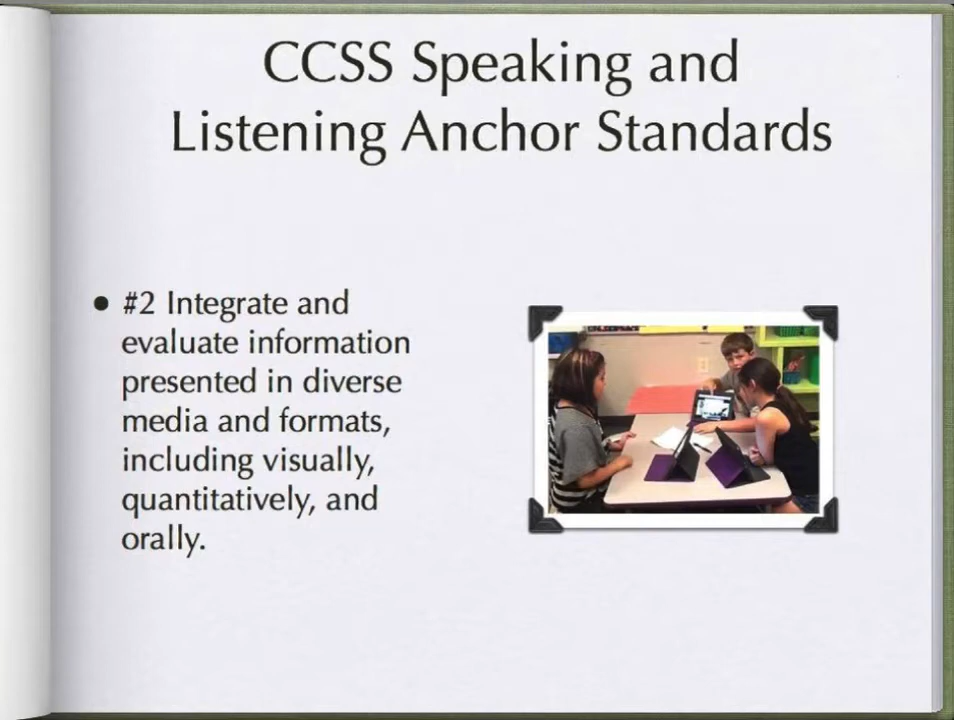 CCSS Speaking and
Listening Anchor Standards
• #2 Integrate and
evaluate information
presented in diverse
media and formats,
including visually,
quantitatively, and
orally.